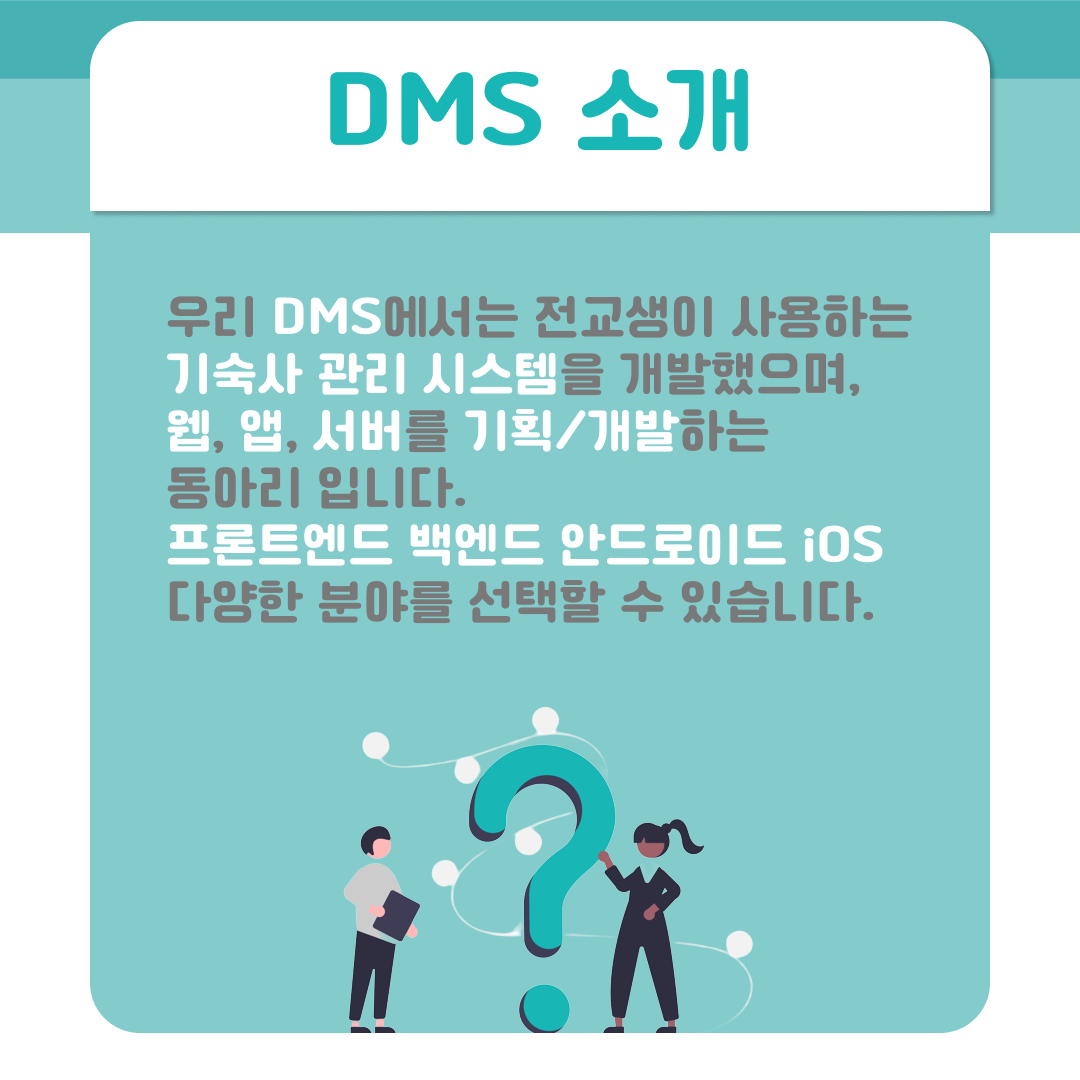 DMS 소개
우리 DMS에서는 전교생이 사용하는
기숙사 관리 시스템을 개발했으며,
웹, 앱, 서버를 기획/개발하는
동아리 입니다.
프론트엔드 백엔드 안드로이드 iOS
다양한 분야를 선택할 수 있습니다.